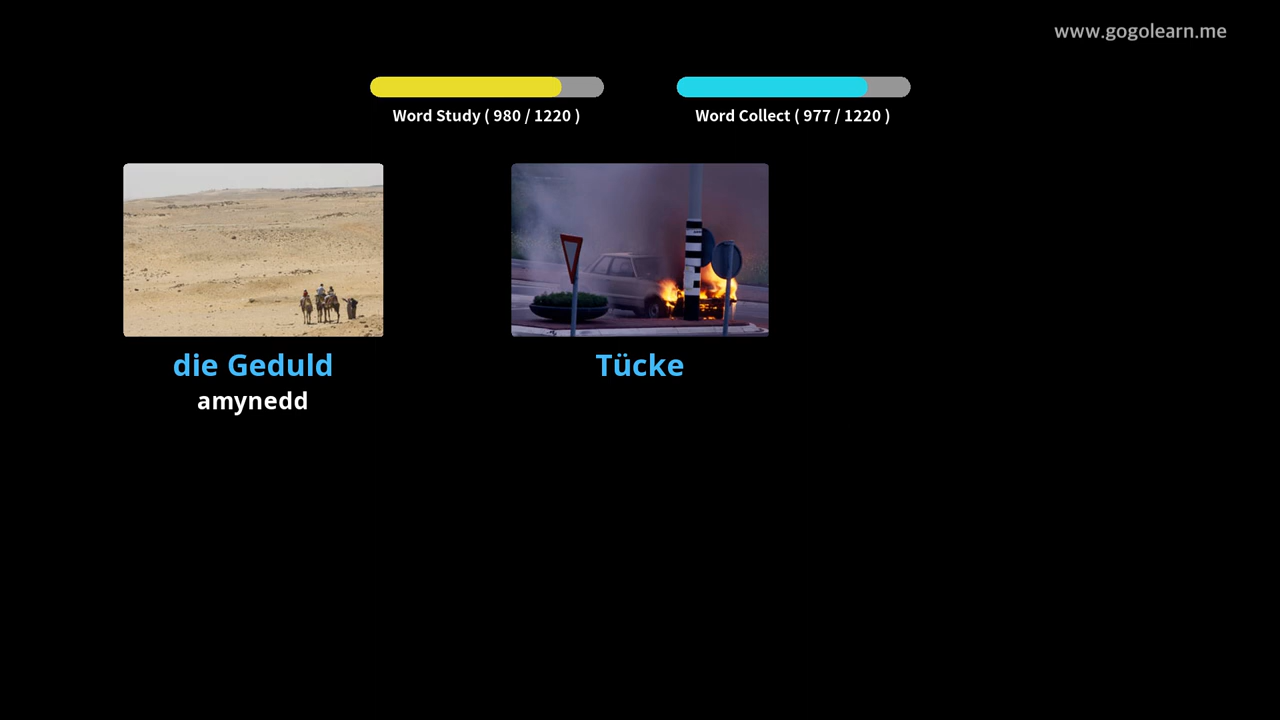 www.gogolearn.me
Word Study ( 980 / 1220 )
Word Collect ( 977 / 1220 )
die Geduld
amynedd
Tücke